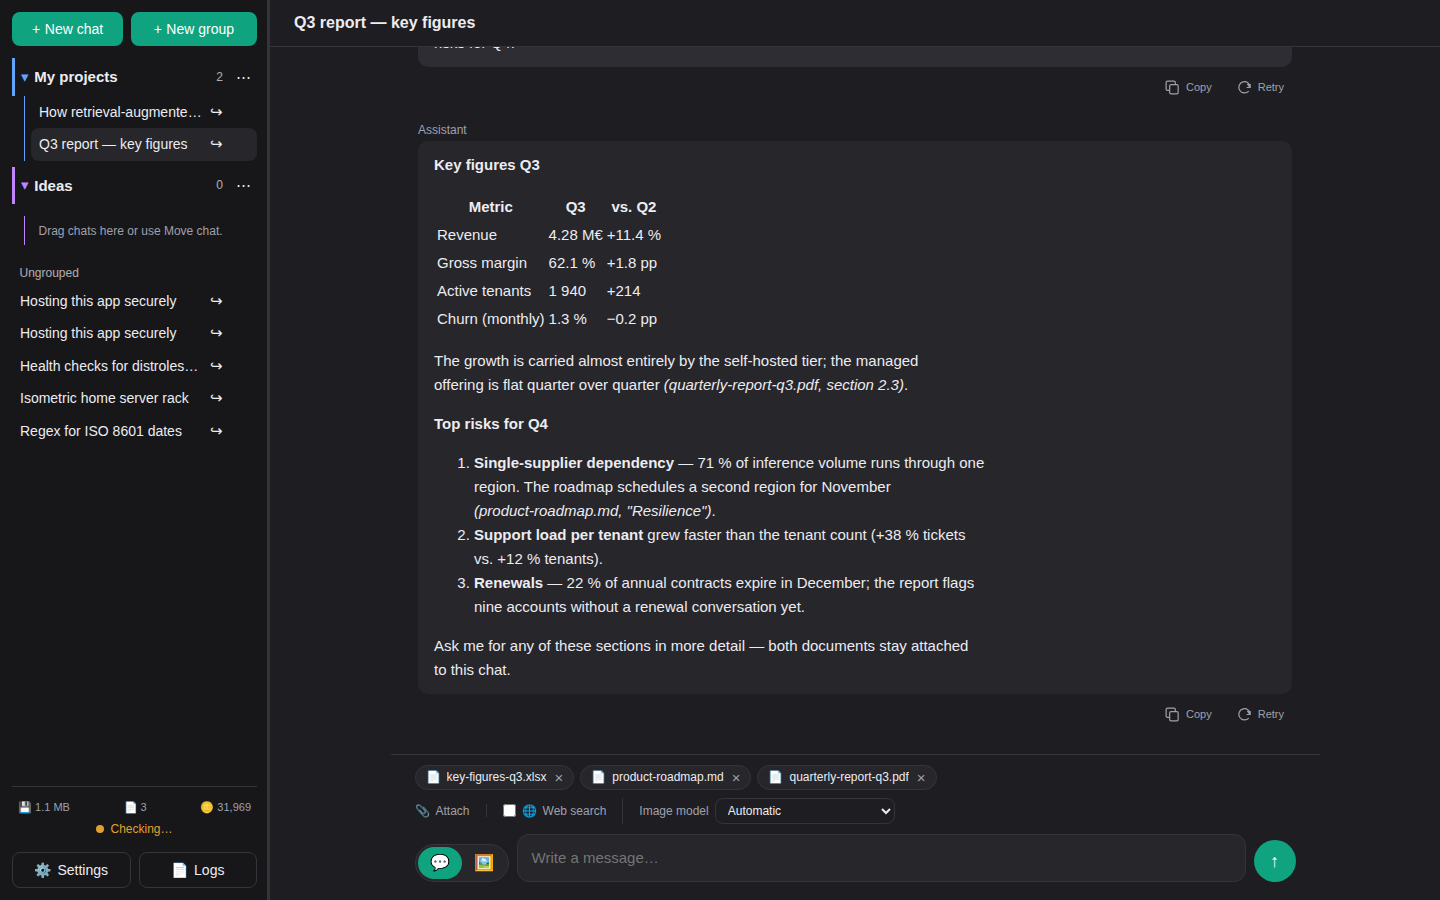 + New chat
+ New group
▼ My projects 2 ⋯
How retrieval-augmente… ↪
Q3 report — key figures ↪
▼ Ideas 0 ⋯
Drag chats here or use Move chat.
Ungrouped
Hosting this app securely ↪
Hosting this app securely ↪
Health checks for distroles… ↪
Isometric home server rack ↪
Regex for ISO 8601 dates ↪
1.1 MB 3 31,969
Checking…
Settings
Logs
Q3 report — key figures
Copy Retry
Assistant
Key figures Q3
Metric Q3 vs. Q2
Revenue 4.28 M€ +11.4 %
Gross margin 62.1 % +1.8 pp
Active tenants 1 940 +214
Churn (monthly) 1.3 % −0.2 pp
The growth is carried almost entirely by the self-hosted tier; the managed
offering is flat quarter over quarter (quarterly-report-q3.pdf, section 2.3).
Top risks for Q4
1. Single-supplier dependency — 71 % of inference volume runs through one
region. The roadmap schedules a second region for November
(product-roadmap.md, "Resilience").
2. Support load per tenant grew faster than the tenant count (+38 % tickets
vs. +12 % tenants).
3. Renewals — 22 % of annual contracts expire in December; the report flags
nine accounts without a renewal conversation yet.
Ask me for any of these sections in more detail — both documents stay attached
to this chat.
Copy Retry
key-figures-q3.xlsx ×
product-roadmap.md ×
quarterly-report-q3.pdf ×
Attach
Web search
Image model Automatic
Write a message…
↑